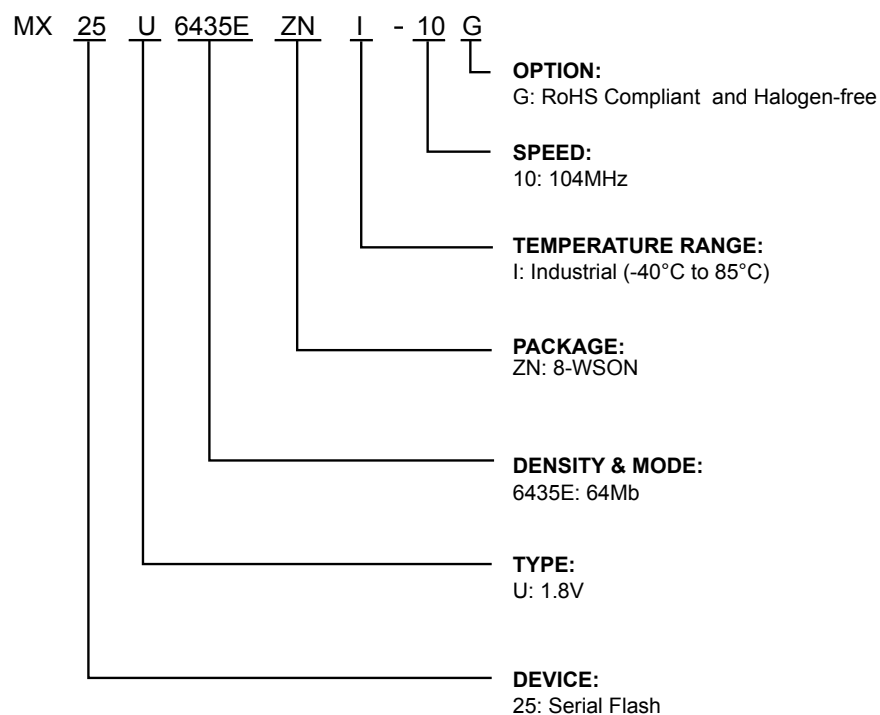 MX 25 U 6435E ZN I - 10 G
OPTION:
G: RoHS Compliant and Halogen-free
SPEED:
10: 104MHz
TEMPERATURE RANGE:
I: Industrial (-40°C to 85°C)
PACKAGE:
ZN: 8-WSON
DENSITY & MODE:
6435E: 64Mb
TYPE:
U: 1.8V
DEVICE:
25: Serial Flash